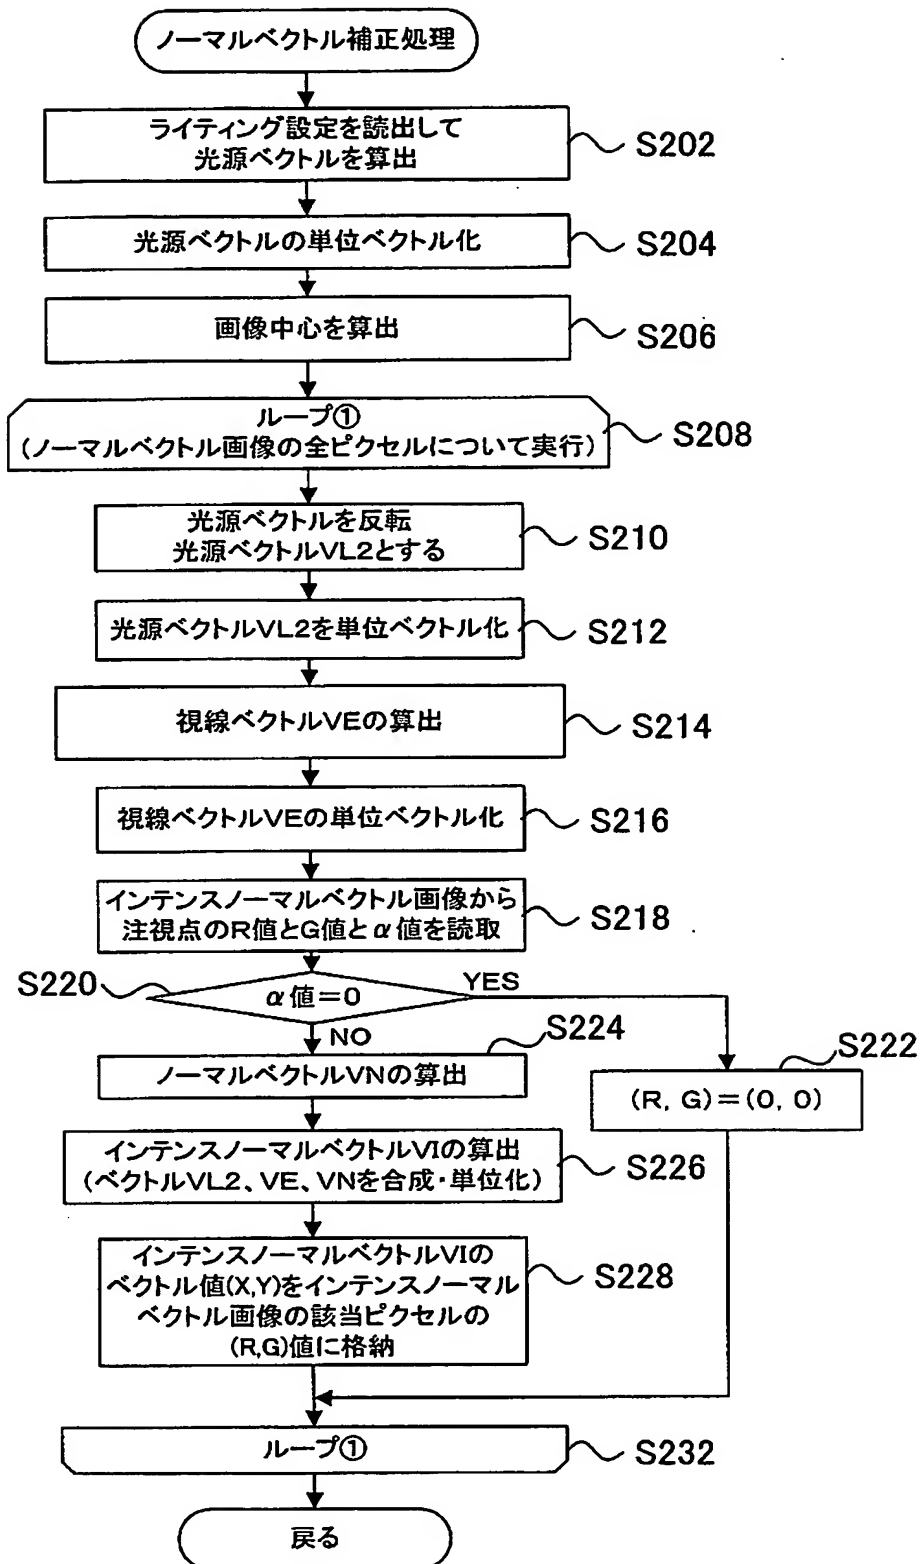 ノーマルベクトル補正処理
ライティング設定を読出して
光源ベクトルを算出
S202
光源ベクトルの単位ベクトル化
S204
画像中心を算出
S206
ループ①
(ノーマルベクトル画像の全ピクセルについて実行)
S208
光源ベクトルを反転
光源ベクトルVL2とする
S210
光源ベクトルVL2を単位ベクトル化
S212
視線ベクトルVEの算出
S214
視線ベクトルVEの単位ベクトル化
S216
インテンスノーマルベクトル画像から
注視点のR値とG値とα値を読取
S218
S220
α値=0
YES
NO
S224
ノーマルベクトルVNの算出
S222
(R, G)=(0, 0)
インテンスノーマルベクトルVIの算出
(ベクトルVL2、VE、VNを合成・単位化)
S226
インテンスノーマルベクトルVIの
ベクトル値(X,Y)をインテンスノーマル
ベクトル画像の該当ピクセルの
(R,G)値に格納
S228
ループ①
S232
戻る